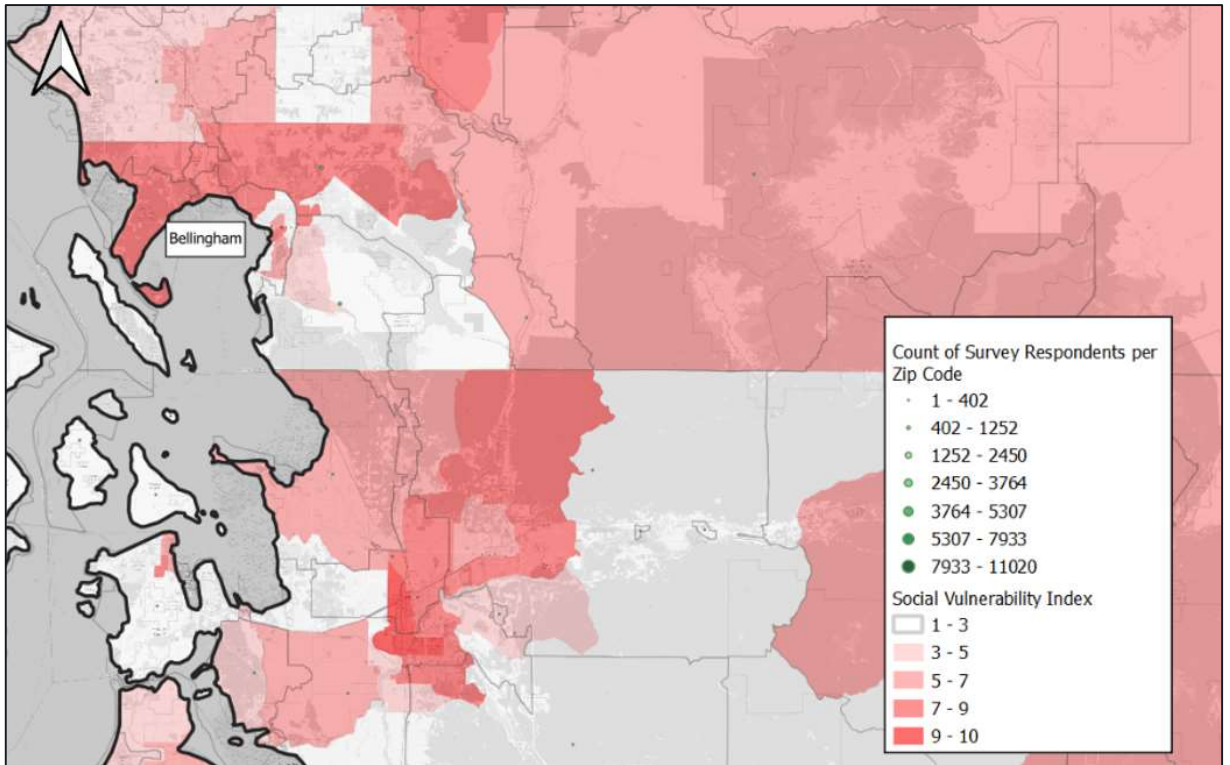 Bellingham
Count of Survey Respondents per
Zip Code
1 - 402
402 - 1252
1252 - 2450
2450 - 3764
3764 - 5307
5307 - 7933
7933 - 11020
Social Vulnerability Index
1 - 3
3 - 5
5 - 7
7 - 9
9 - 10